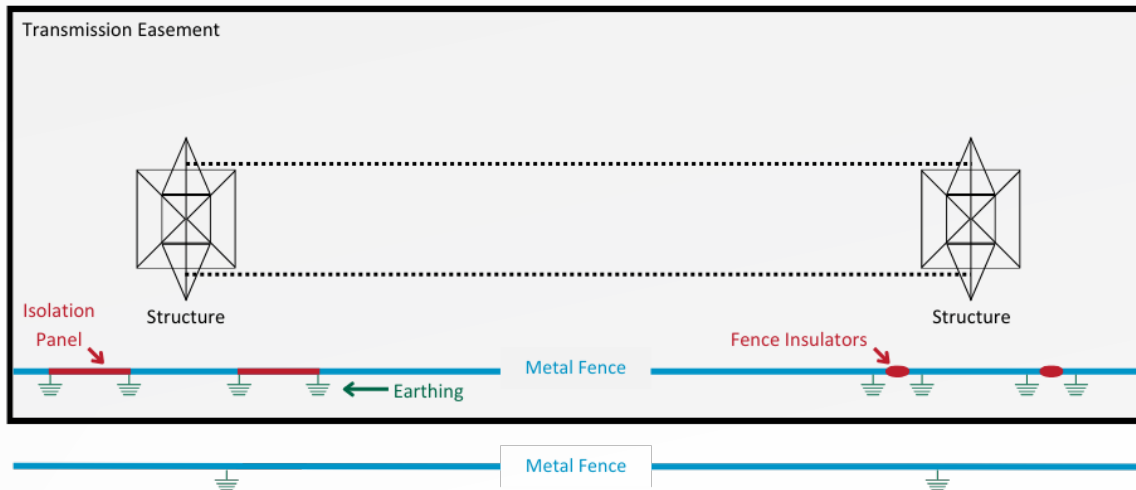 Transmission Easement
Isolation
Panel
Structure
Structure
Fence Insulators
Metal Fence
Earthing
Metal Fence